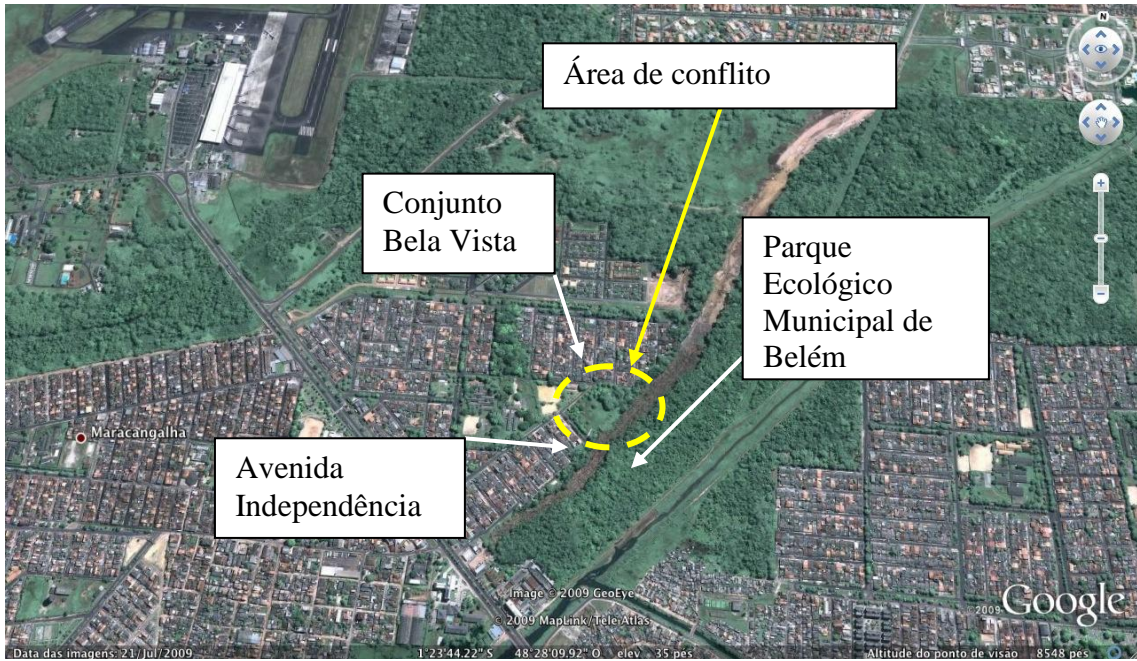 N
Área de conflito
Conjunto
Bela Vista
Parque
Ecológico
Municipal de
Belém
Maracangalha
Avenida
Independência
Image © 2009 GeoEye
© 2009 MapLink/Tele Atlas
©2009 Google
Data das imagens: 21/Jul/2009 1°23'44.22" S 48°28'09.92" O elev 35 pés Altitude do ponto de visão 8548 pés